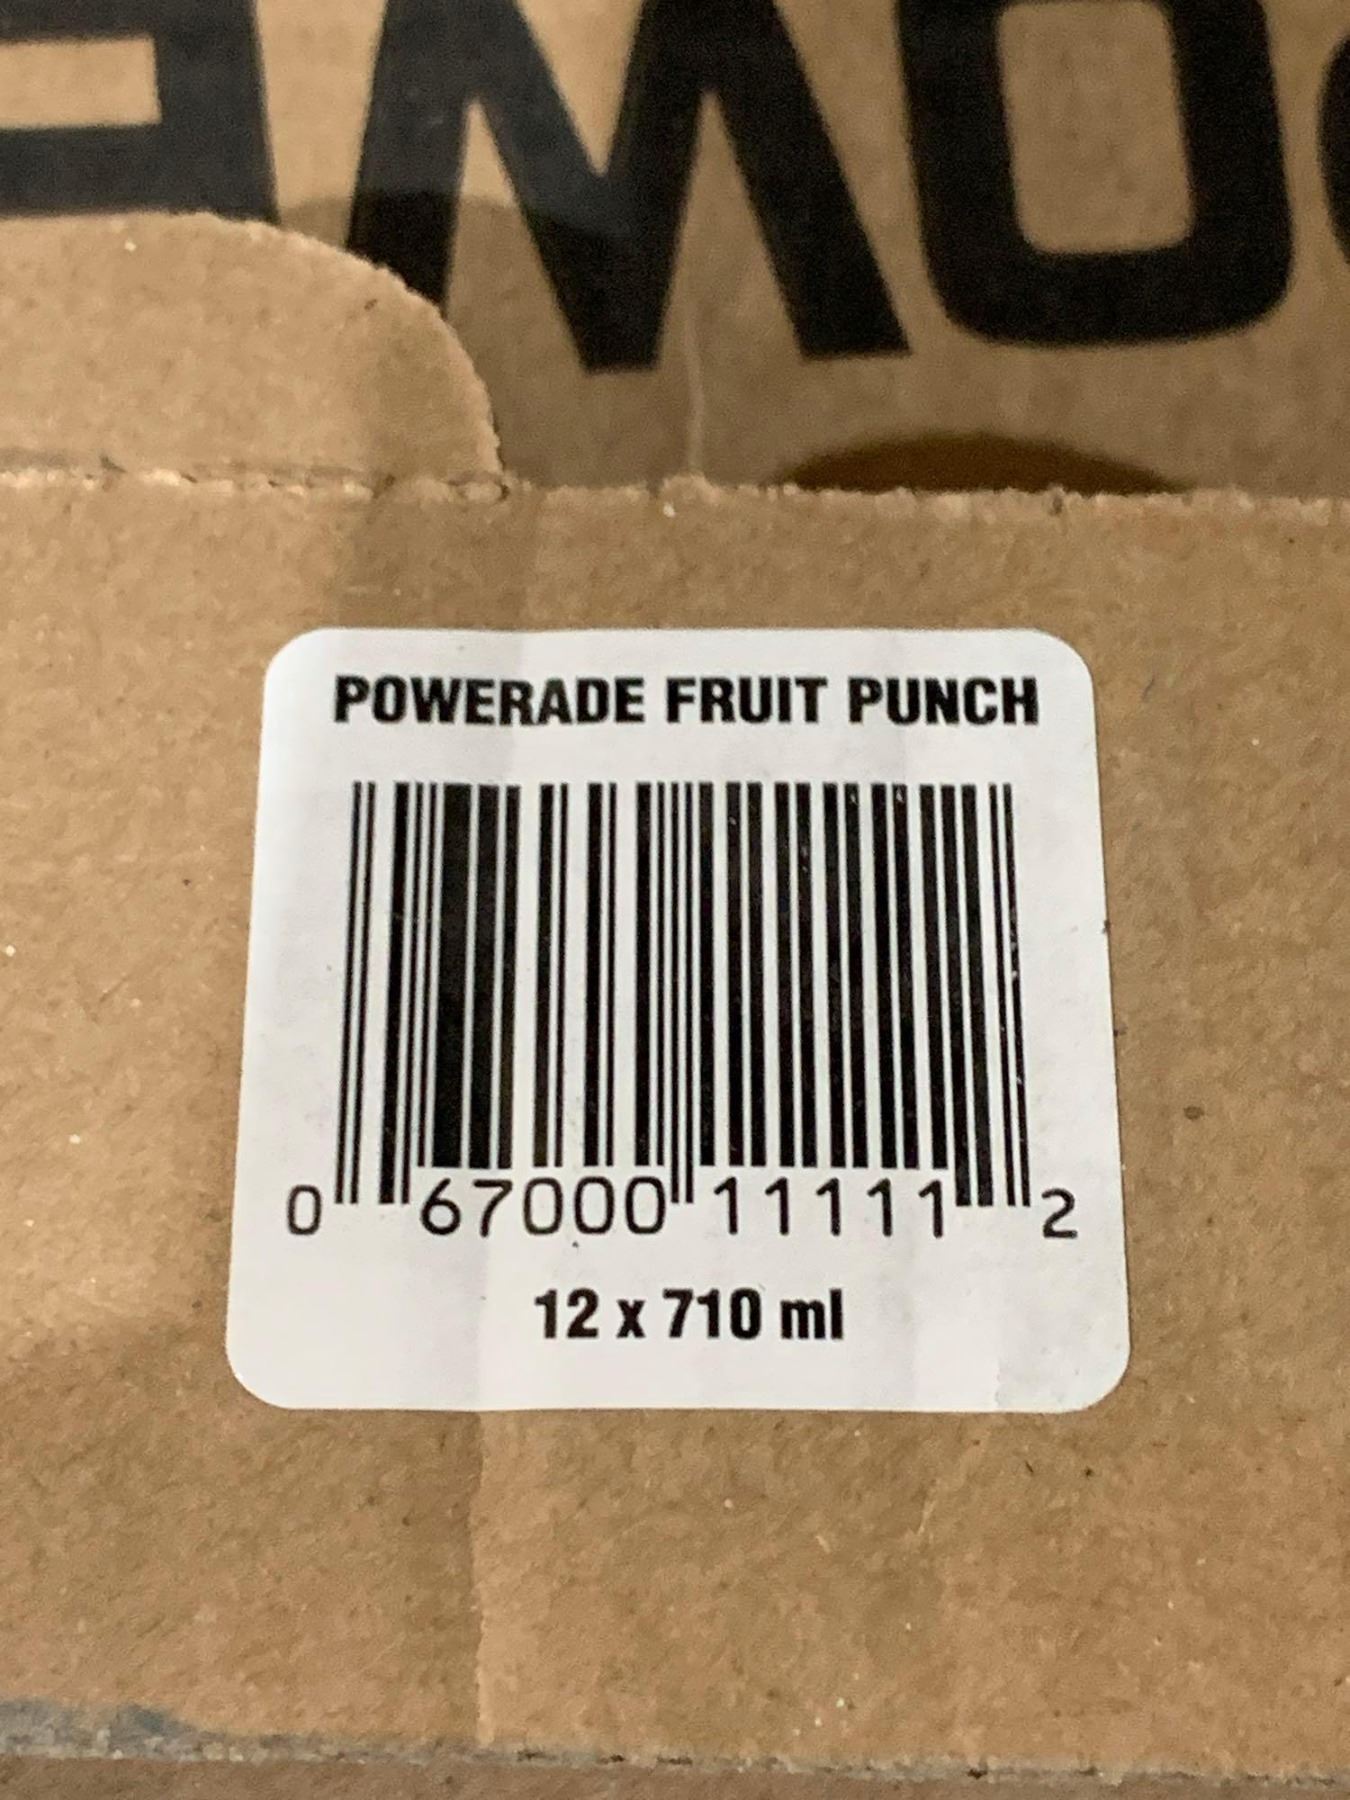 POWERADE FRUIT PUNCH
0 67000 11111 2
12 x 710 ml